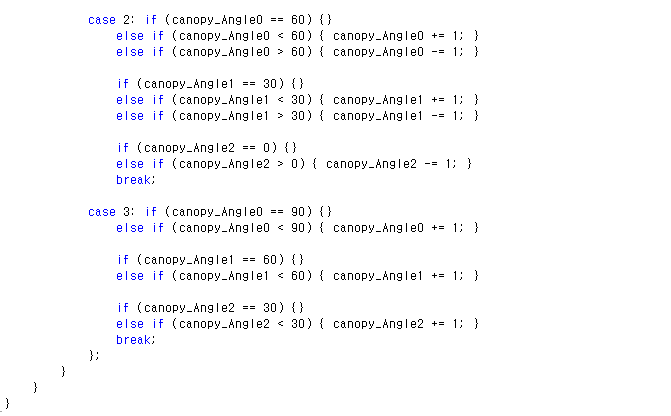 case 2: if (canopy_Angle0 == 60) {}
else if (canopy_Angle0 < 60) { canopy_Angle0 += 1; }
else if (canopy_Angle0 > 60) { canopy_Angle0 -= 1; }
if (canopy_Angle1 == 30) {}
else if (canopy_Angle1 < 30) { canopy_Angle1 += 1; }
else if (canopy_Angle1 > 30) { canopy_Angle1 -= 1; }
if (canopy_Angle2 == 0) {}
else if (canopy_Angle2 > 0) { canopy_Angle2 -= 1; }
break;
case 3: if (canopy_Angle0 == 90) {}
else if (canopy_Angle0 < 90) { canopy_Angle0 += 1; }
if (canopy_Angle1 == 60) {}
else if (canopy_Angle1 < 60) { canopy_Angle1 += 1; }
if (canopy_Angle2 == 30) {}
else if (canopy_Angle2 < 30) { canopy_Angle2 += 1; }
break;
};
}
}
}